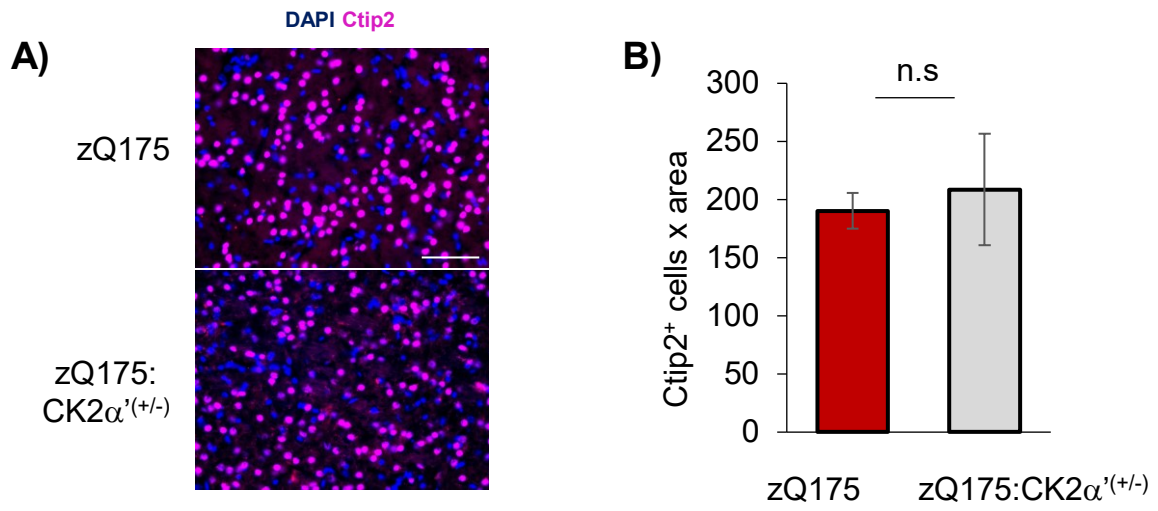 DAPI Ctip2
A)
zQ175
zQ175:
CK2α’(+/-)
B)
n.s
300
250
200
150
100
50
0
Ctip2+ cells x area
zQ175
zQ175:CK2α’(+/-)